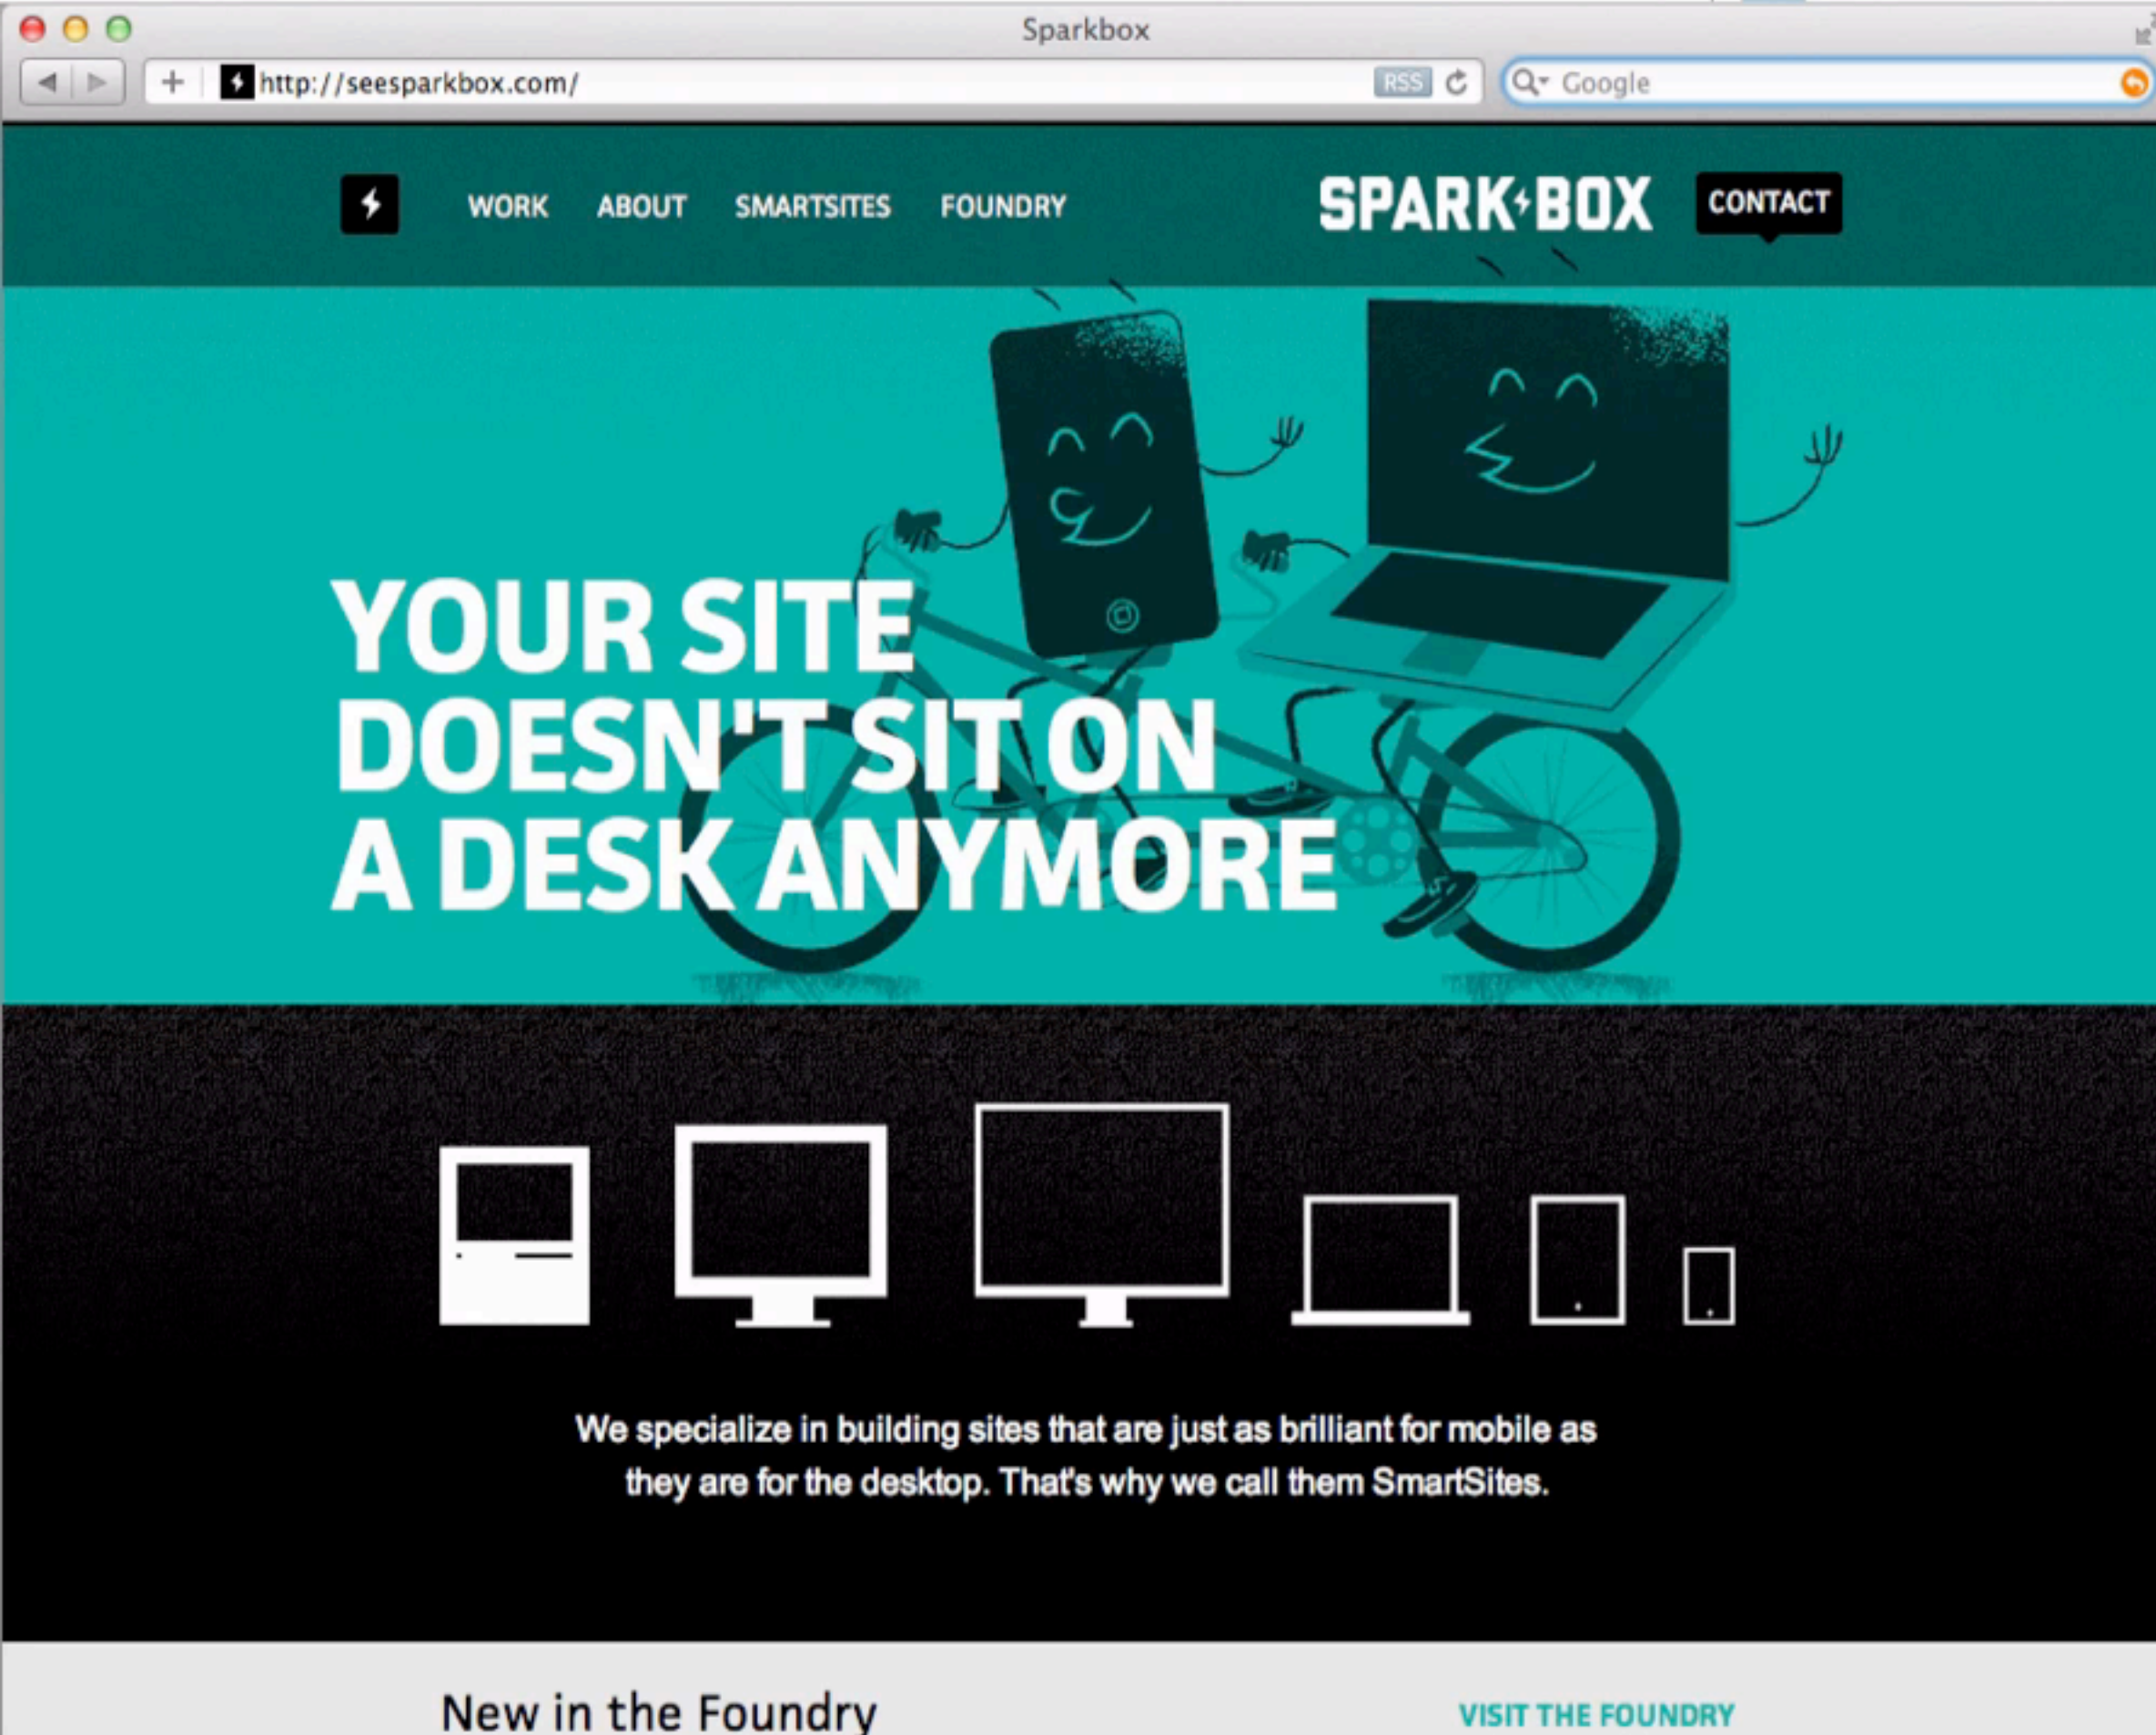 Sparkbox
http://seesparkbox.com/
RSS
Google
WORK ABOUT SMARTSITES FOUNDRY
SPARK BOX
CONTACT
YOUR SITE
DOESN'T SIT ON
A DESK ANYMORE
We specialize in building sites that are just as brilliant for mobile as
they are for the desktop. That's why we call them SmartSites.
New in the Foundry
VISIT THE FOUNDRY